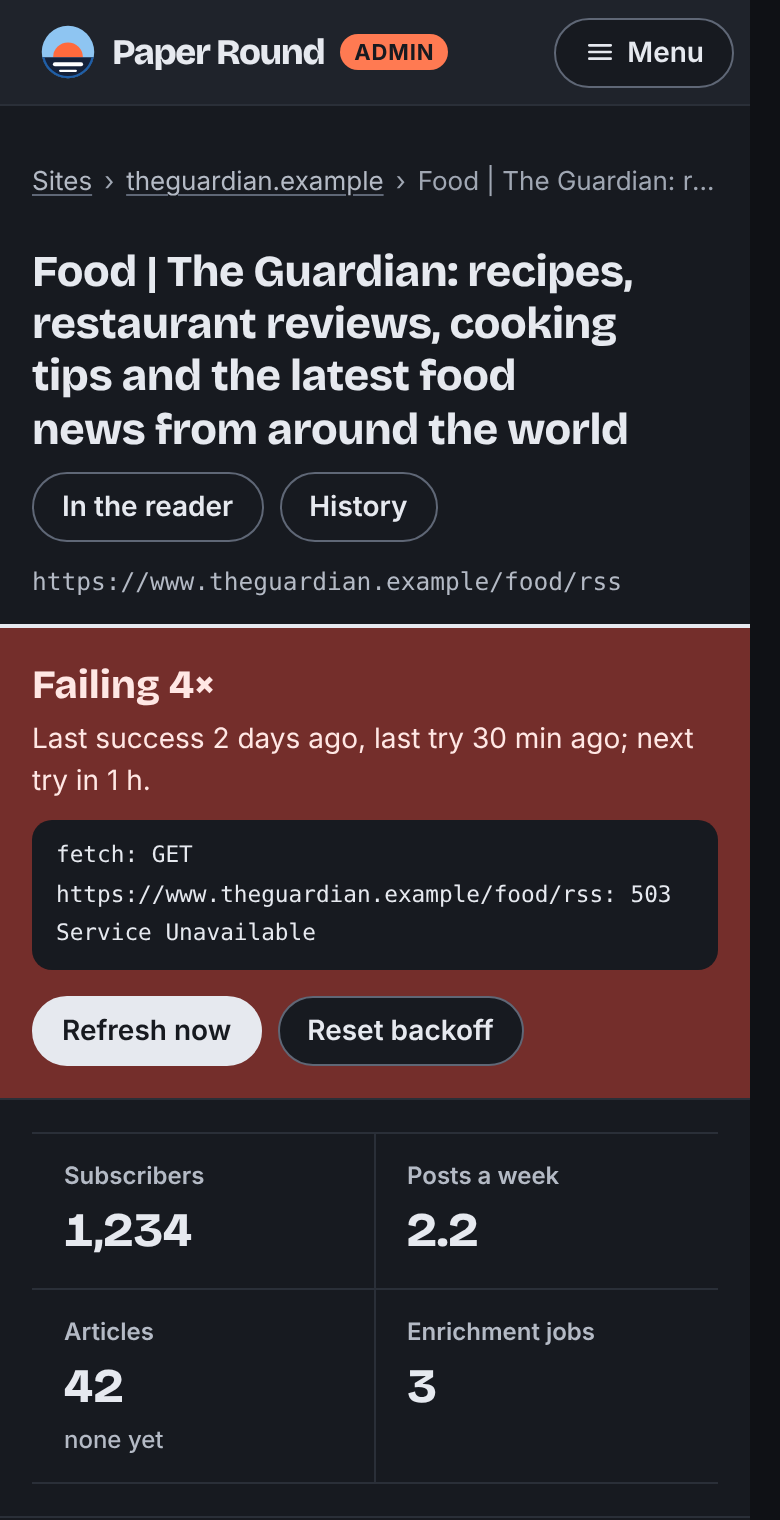 Paper Round ADMIN
Menu
Sites › theguardian.example › Food | The Guardian: r...
Food | The Guardian: recipes,
restaurant reviews, cooking
tips and the latest food
news from around the world
In the reader
History
https://www.theguardian.example/food/rss
Failing 4×
Last success 2 days ago, last try 30 min ago; next
try in 1 h.
fetch: GET
https://www.theguardian.example/food/rss: 503
Service Unavailable
Refresh now
Reset backoff
Subscribers
1,234
Posts a week
2.2
Articles
42
none yet
Enrichment jobs
3